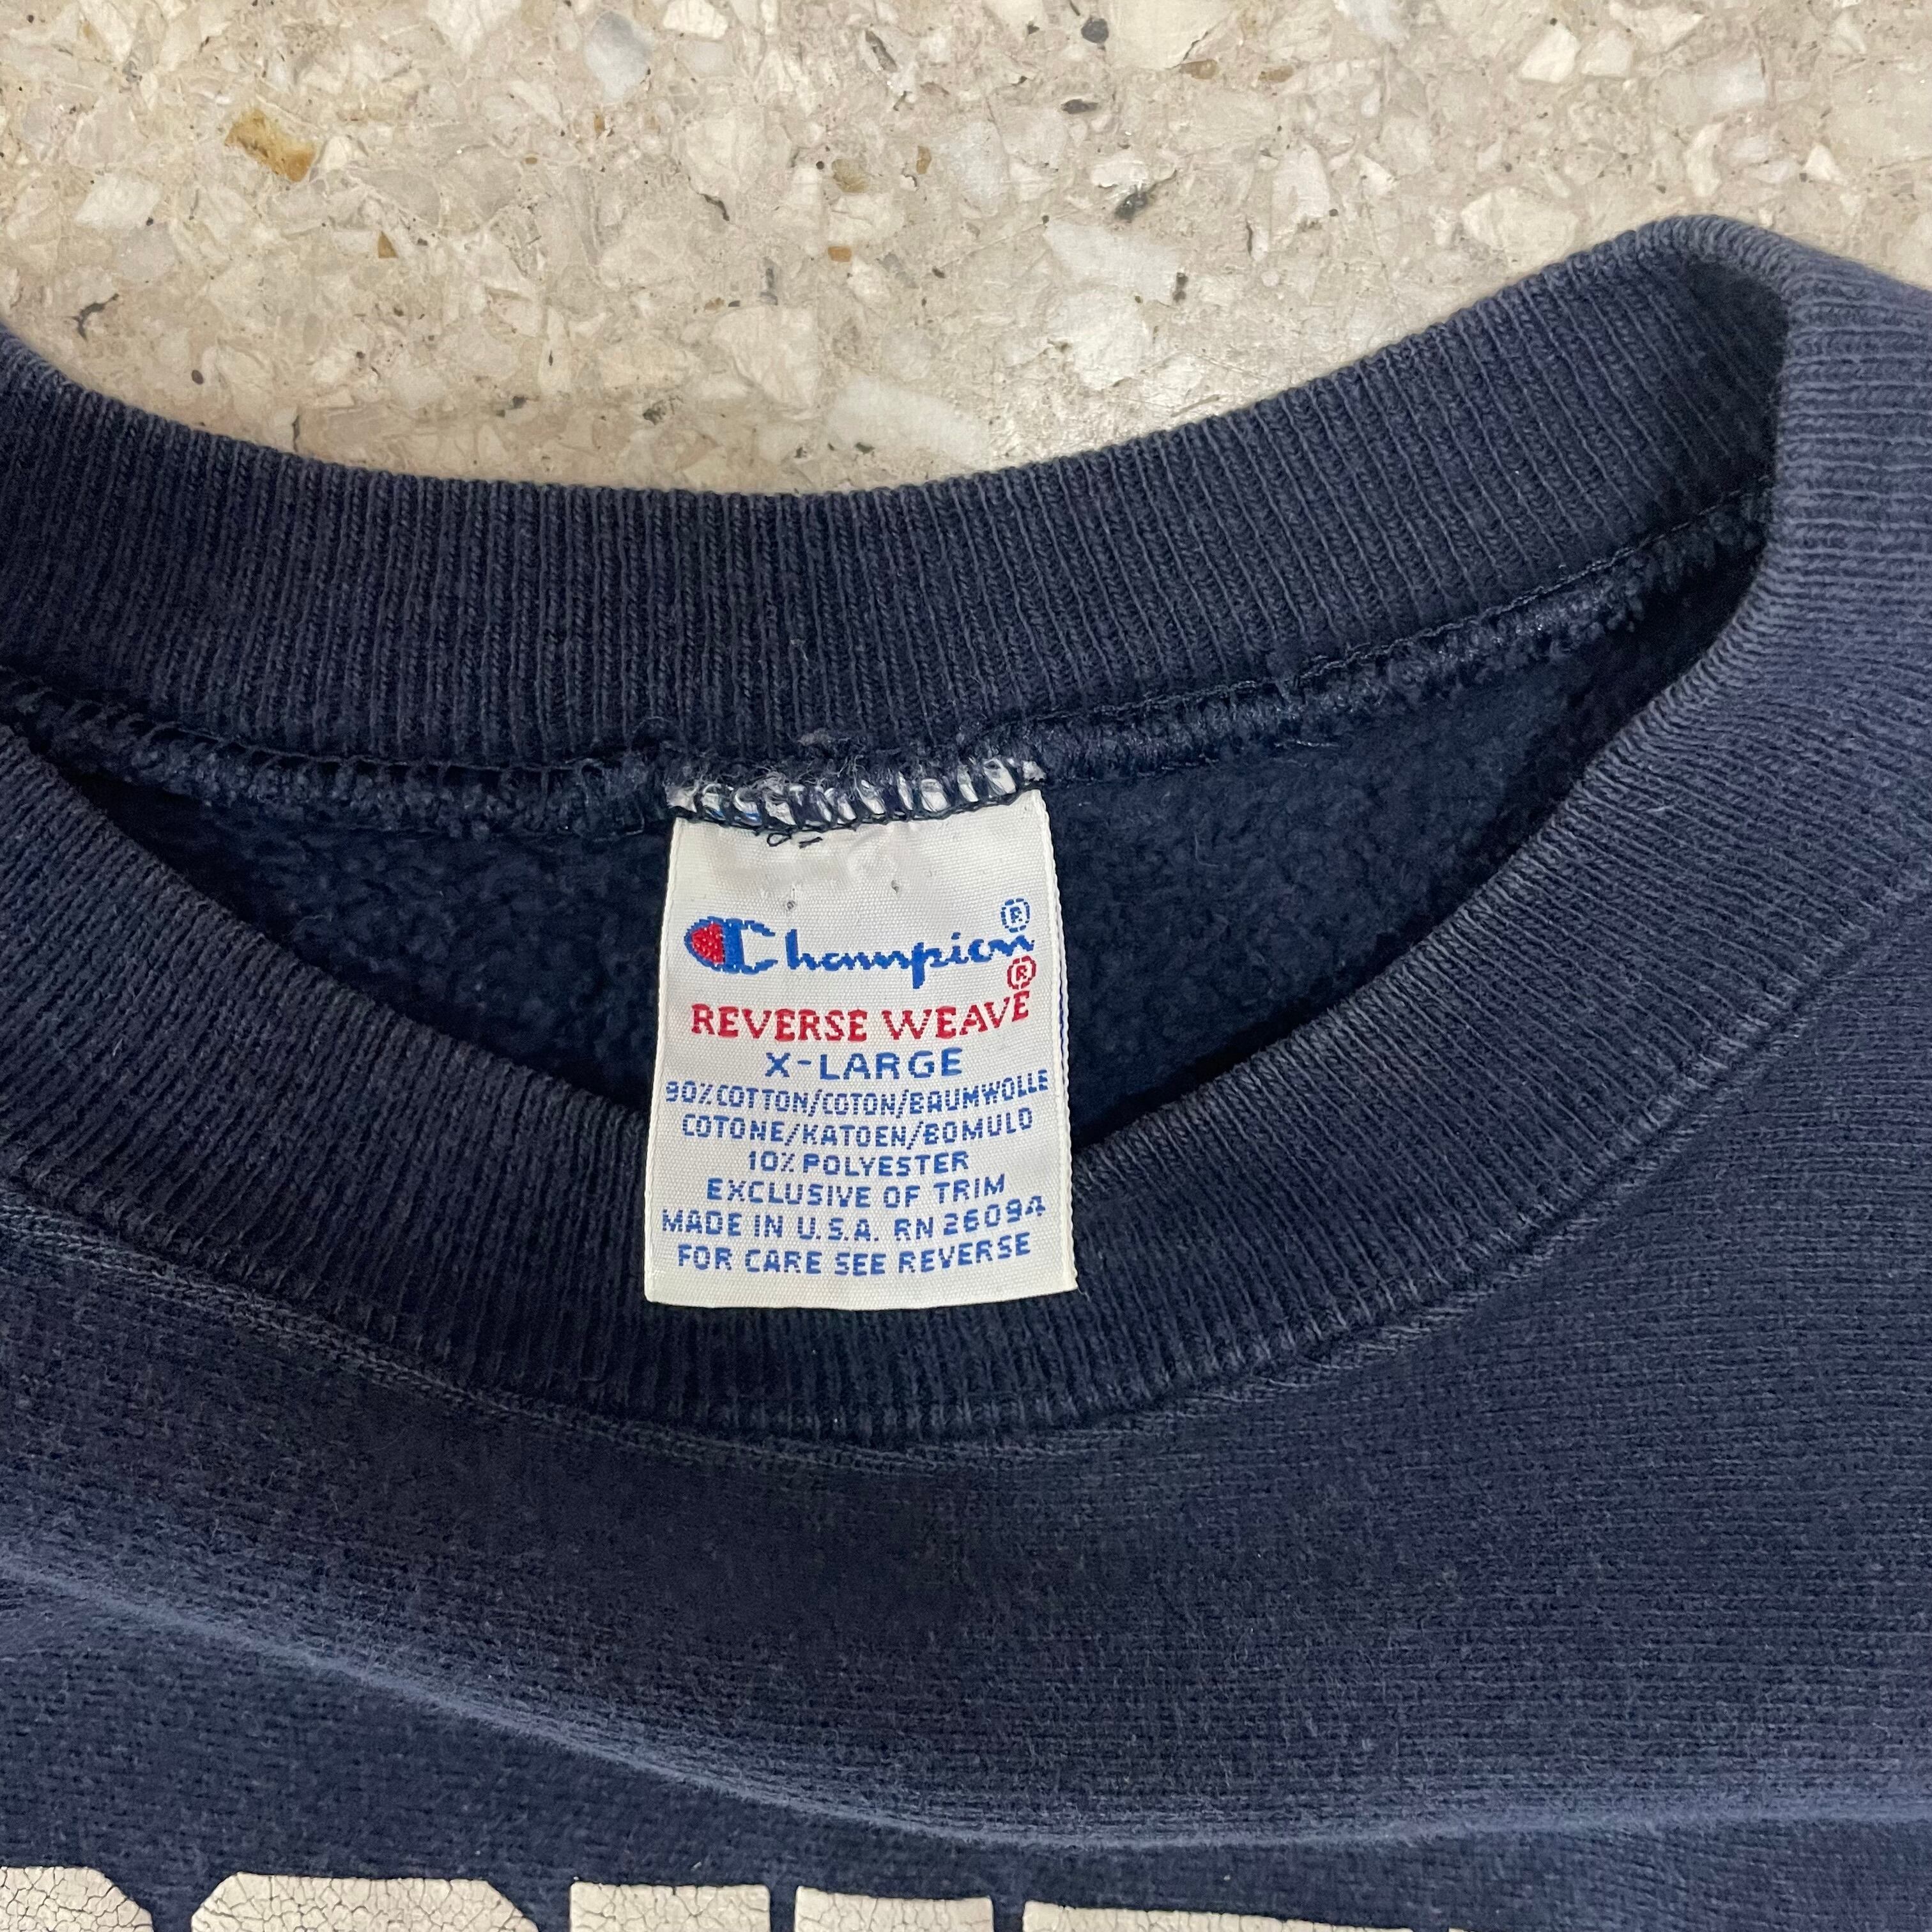 Champion®
REVERSE WEAVE®
X-LARGE
90% COTTON/COTON/BAUMWOLLE
COTONE/KATOEN/BOMULD
10% POLYESTER
EXCLUSIVE OF TRIM
MADE IN U.S.A. RN 26094
FOR CARE SEE REVERSE